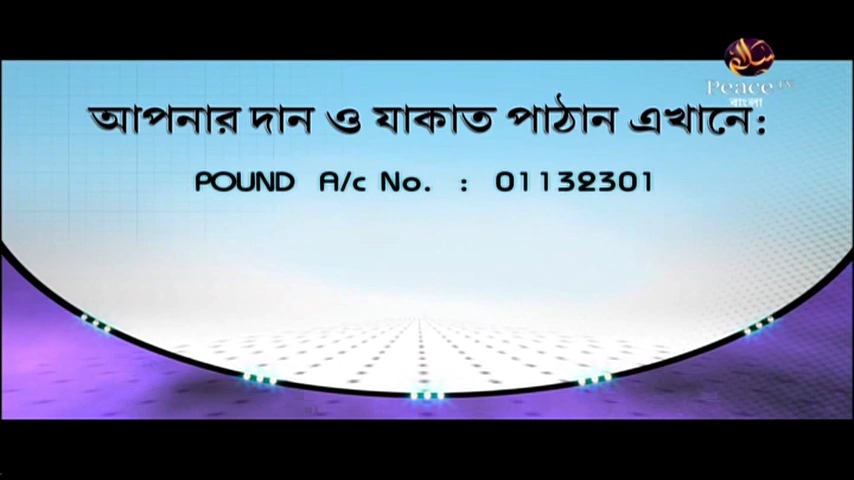 Peace TV
বাংলা
আপনার দান ও যাকাত পাঠান এখানে:
POUND A/c No. : 01132301